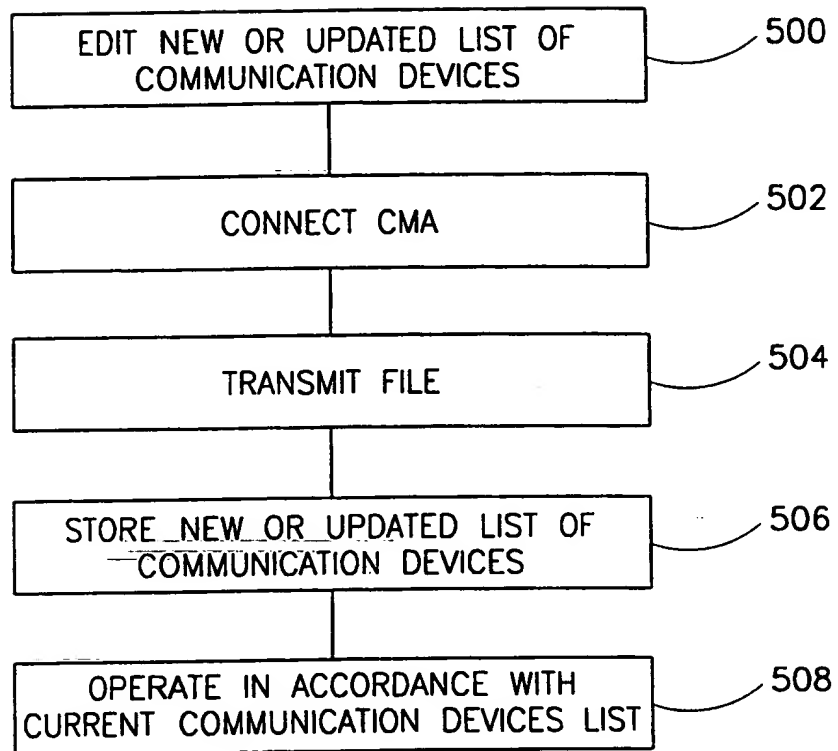 EDIT NEW OR UPDATED LIST OF
COMMUNICATION DEVICES
500
CONNECT CMA
502
TRANSMIT FILE
504
STORE NEW OR UPDATED LIST OF
COMMUNICATION DEVICES
506
OPERATE IN ACCORDANCE WITH
CURRENT COMMUNICATION DEVICES LIST
508